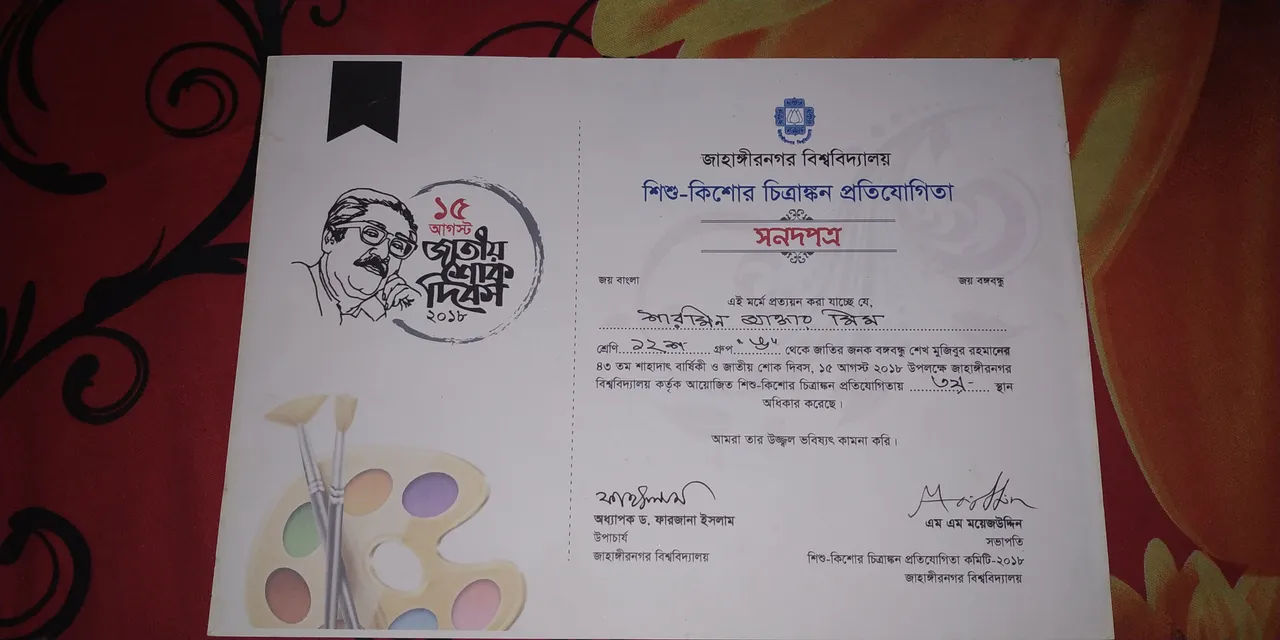 ১৫
আগস্ট
জাতীয়
শোক
দিবস
২০১৮
জাহাঙ্গীরনগর বিশ্ববিদ্যালয়
শিশু-কিশোর চিত্রাঙ্কন প্রতিযোগিতা
সনদপত্র
জয় বাংলা জয় বঙ্গবন্ধু
এই মর্মে প্রত্যয়ন করা যাচ্ছে যে,
শারমিন আক্তার মিম
শ্রেণি ১২শ গ্রুপ থেকে জাতির জনক বঙ্গবন্ধু শেখ মুজিবুর রহমানের
৪৩ তম শাহাদাৎ বার্ষিকী ও জাতীয় শোক দিবস, ১৫ আগস্ট ২০১৮ উপলক্ষে জাহাঙ্গীরনগর
বিশ্ববিদ্যালয় কর্তৃক আয়োজিত শিশু-কিশোর চিত্রাঙ্কন প্রতিযোগিতায় ৩য় স্থান
অধিকার করেছে।
আমরা তার উজ্জ্বল ভবিষ্যৎ কামনা করি।
অধ্যাপক ড. ফারজানা ইসলাম
উপাচার্য
জাহাঙ্গীরনগর বিশ্ববিদ্যালয়
এম এম ময়েজউদ্দিন
সভাপতি
শিশু-কিশোর চিত্রাঙ্কন প্রতিযোগিতা কমিটি-২০১৮
জাহাঙ্গীরনগর বিশ্ববিদ্যালয়